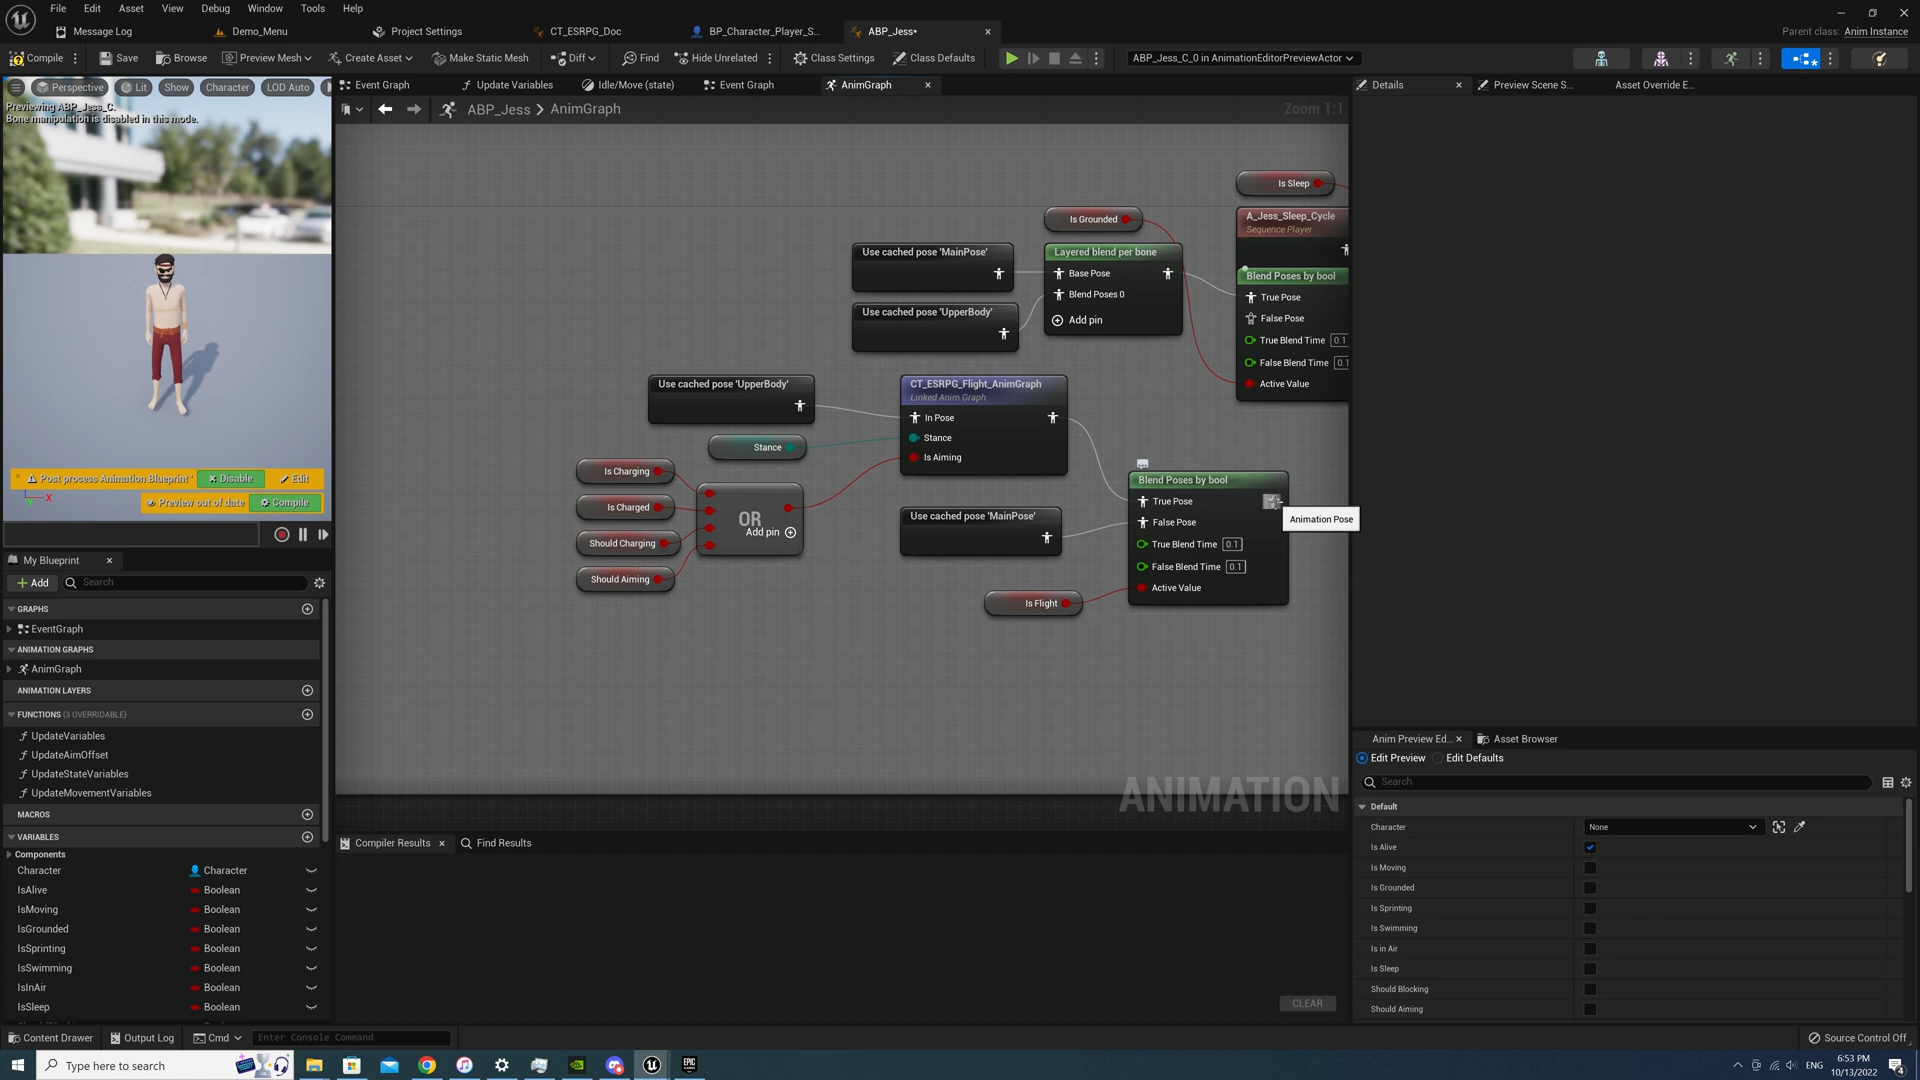 File Edit Asset View Debug Window Tools Help
Message Log
Demo_Menu
Project Settings
CT_ESRPG_Doc
BP_Character_Player_S...
ABP_Jess*
Parent class: Anim Instance
Compile
Save
Browse
Preview Mesh
Create Asset
Make Static Mesh
Diff
Find
Hide Unrelated
Class Settings
Class Defaults
ABP_Jess_C_0 in AnimationEditorPreviewActor
Perspective
Lit
Show
Character
LOD Auto
Previewing ABP_Jess_C.
Bone manipulation is disabled in this mode.
Post process Animation Blueprint '
Disable
Edit
Preview out of date
Compile
X
Event Graph
Update Variables
Idle/Move (state)
Event Graph
AnimGraph
ABP_Jess > AnimGraph
Zoom 1:1
Is Sleep
A_Jess_Sleep_Cycle
Sequence Player
Is Grounded
Use cached pose 'MainPose'
Layered blend per bone
Base Pose
Blend Poses 0
Add pin
Use cached pose 'UpperBody'
Blend Poses by bool
True Pose
False Pose
True Blend Time 0.1
False Blend Time 0.1
Active Value
Use cached pose 'UpperBody'
CT_ESRPG_Flight_AnimGraph
Linked Anim Graph
In Pose
Stance
Is Aiming
Stance
Is Charging
Is Charged
Should Charging
Should Aiming
OR
Add pin
Use cached pose 'MainPose'
Blend Poses by bool
True Pose
False Pose
True Blend Time 0.1
False Blend Time 0.1
Active Value
Animation Pose
Is Flight
ANIMATION
My Blueprint
Add
Search
GRAPHS
EventGraph
ANIMATION GRAPHS
AnimGraph
ANIMATION LAYERS
FUNCTIONS (3 OVERRIDABLE)
UpdateVariables
UpdateAimOffset
UpdateStateVariables
UpdateMovementVariables
MACROS
VARIABLES
Components
Character Character
IsAlive Boolean
IsMoving Boolean
IsGrounded Boolean
IsSprinting Boolean
IsSwimming Boolean
IsInAir Boolean
IsSleep Boolean
Compiler Results
Find Results
CLEAR
Details
Preview Scene S...
Asset Override E...
Anim Preview Ed...
Asset Browser
Edit Preview
Edit Defaults
Search
Default
Character None
Is Alive
Is Moving
Is Grounded
Is Sprinting
Is Swimming
Is in Air
Is Sleep
Should Blocking
Should Aiming
Content Drawer
Output Log
Cmd
Enter Console Command
Source Control Off
Type here to search
EPIC GAMES
ENG
6:53 PM
10/13/2022
4